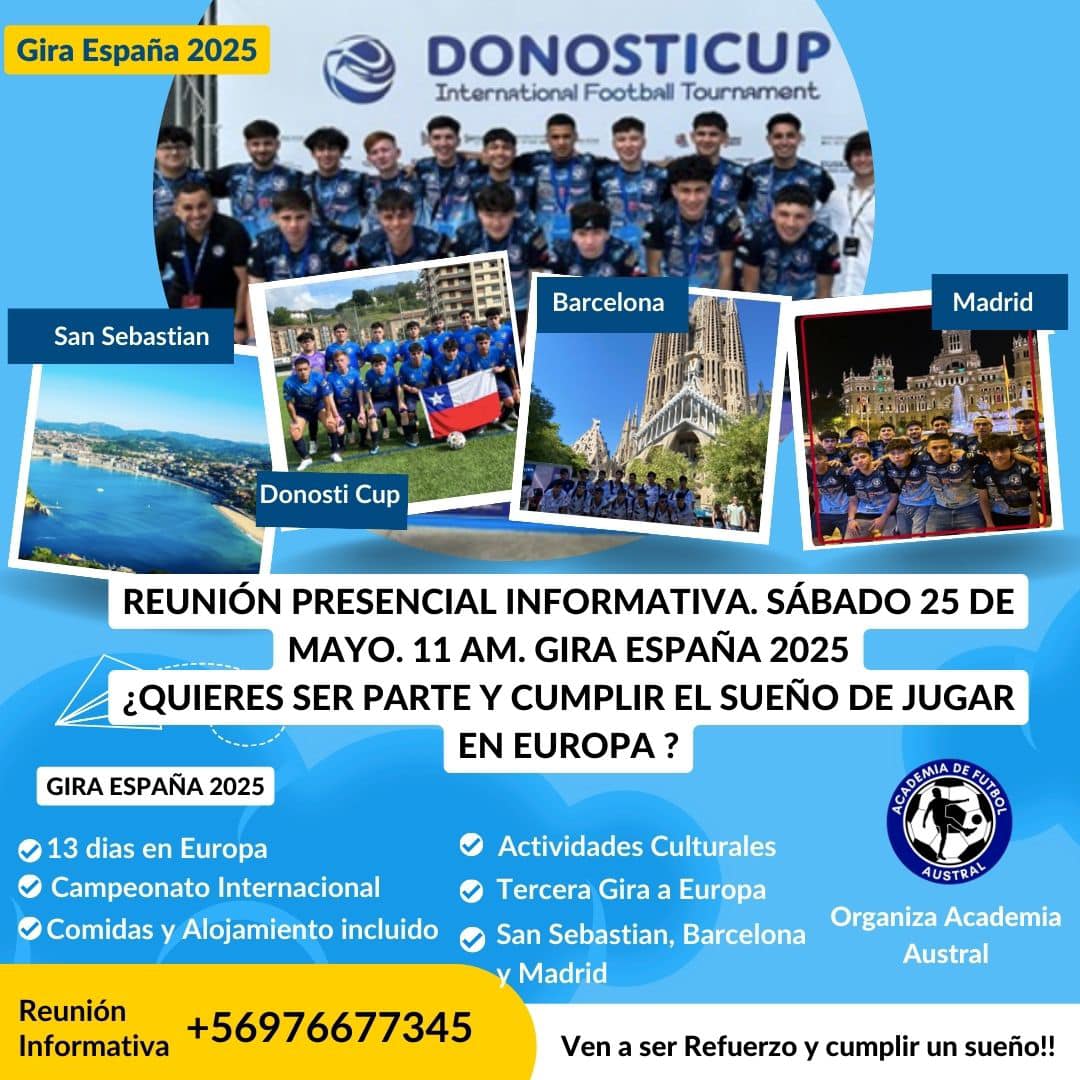 Gira España 2025
DONOSTICUP
International Football Tournament
San Sebastian
Donosti Cup
Barcelona
Madrid
REUNIÓN PRESENCIAL INFORMATIVA. SÁBADO 25 DE
MAYO. 11 AM. GIRA ESPAÑA 2025
¿QUIERES SER PARTE Y CUMPLIR EL SUEÑO DE JUGAR
EN EUROPA ?
GIRA ESPAÑA 2025
13 dias en Europa
Campeonato Internacional
Comidas y Alojamiento incluido
Actividades Culturales
Tercera Gira a Europa
San Sebastian, Barcelona
y Madrid
ACADEMIA DE FUTBOL
AUSTRAL
Organiza Academia
Austral
Reunión
Informativa
+56976677345
Ven a ser Refuerzo y cumplir un sueño!!